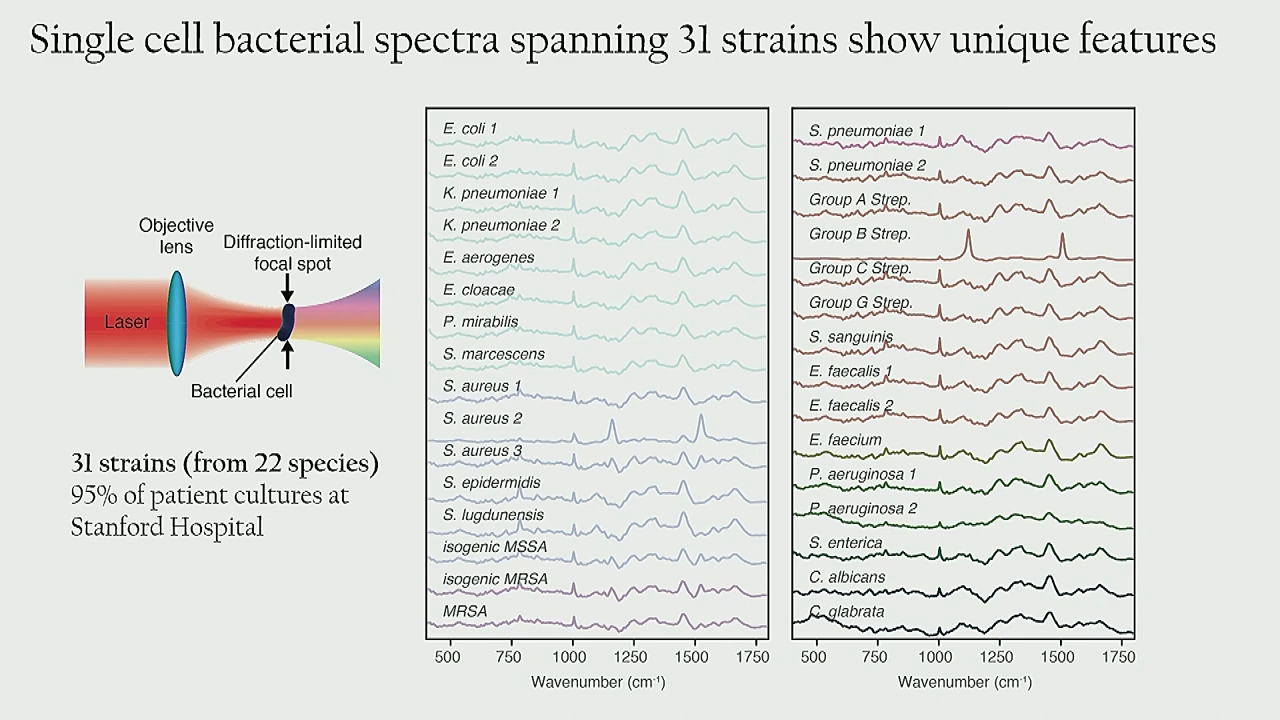 Single cell bacterial spectra spanning 31 strains show unique features
Objective
lens
Diffraction-limited
focal spot
Laser
Bacterial cell
31 strains (from 22 species)
95% of patient cultures at
Stanford Hospital
E. coli 1
E. coli 2
K. pneumoniae 1
K. pneumoniae 2
E. aerogenes
E. cloacae
P. mirabilis
S. marcescens
S. aureus 1
S. aureus 2
S. aureus 3
S. epidermidis
S. lugdunensis
isogenic MSSA
isogenic MRSA
MRSA
500 750 1000 1250 1500 1750
Wavenumber (cm⁻¹)
S. pneumoniae 1
S. pneumoniae 2
Group A Strep.
Group B Strep.
Group C Strep.
Group G Strep.
S. sanguinis
E. faecalis 1
E. faecalis 2
E. faecium
P. aeruginosa 1
P. aeruginosa 2
S. enterica
C. albicans
C. glabrata
500 750 1000 1250 1500 1750
Wavenumber (cm⁻¹)